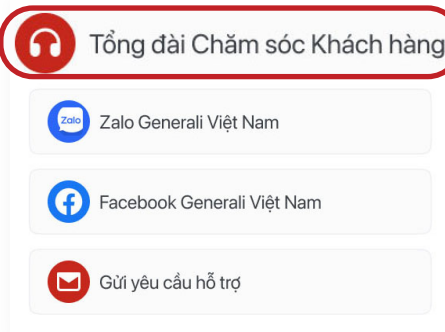 Tổng đài Chăm sóc Khách hàng
Zalo
Zalo Generali Việt Nam
Facebook Generali Việt Nam
Gửi yêu cầu hỗ trợ